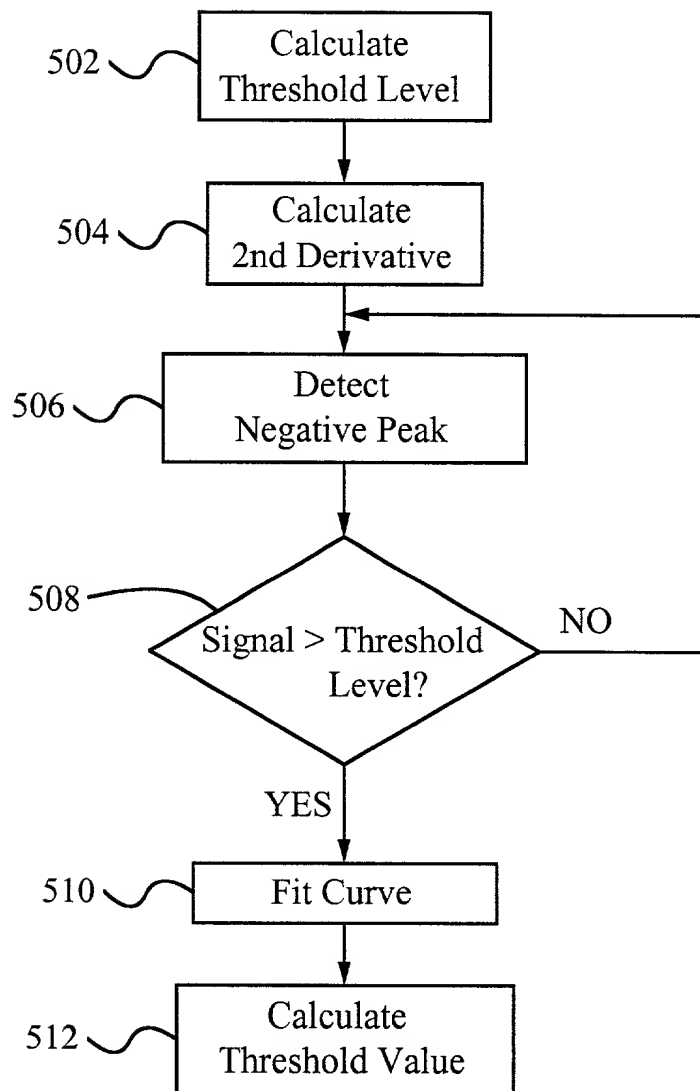 502
Calculate
Threshold Level
504
Calculate
2nd Derivative
506
Detect
Negative Peak
508
Signal > Threshold
Level?
NO
YES
510
Fit Curve
512
Calculate
Threshold Value